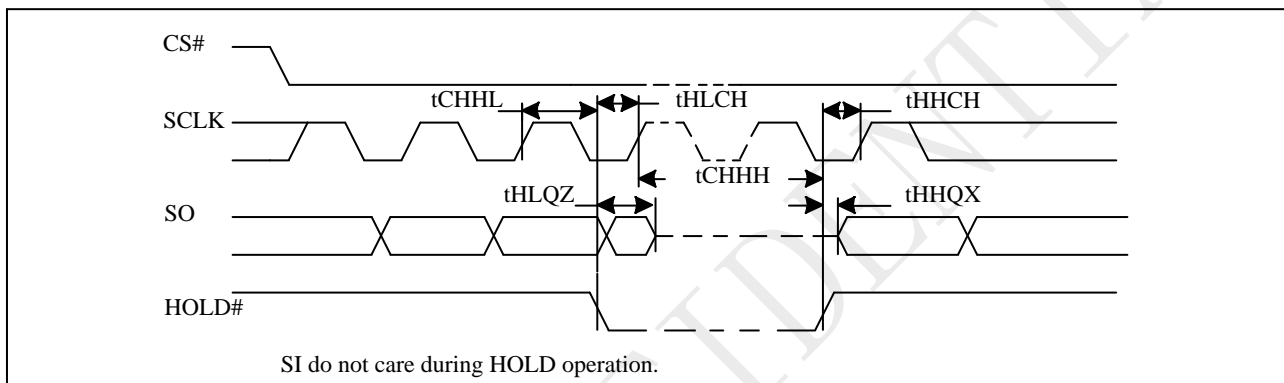 CS#
tCHHL
tHLCH
tHHCH
SCLK
tCHHH
tHLQZ
tHHQX
SO
HOLD#
SI do not care during HOLD operation.